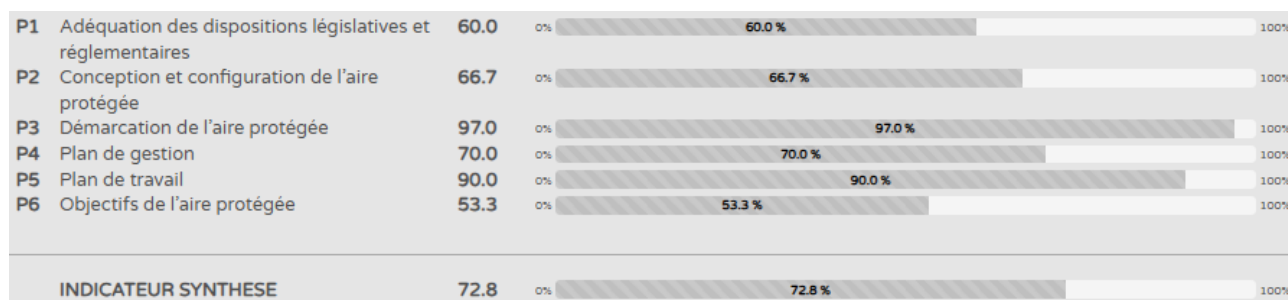 P1 Adéquation des dispositions législatives et 60.0 0% 60.0 % 100%
réglementaires
P2 Conception et configuration de l'aire 66.7 0% 66.7 % 100%
protégée
P3 Démarcation de l'aire protégée 97.0 0% 97.0 % 100%
P4 Plan de gestion 70.0 0% 70.0 % 100%
P5 Plan de travail 90.0 0% 90.0 % 100%
P6 Objectifs de l'aire protégée 53.3 0% 53.3 % 100%
INDICATEUR SYNTHESE 72.8 0% 72.8 % 100%